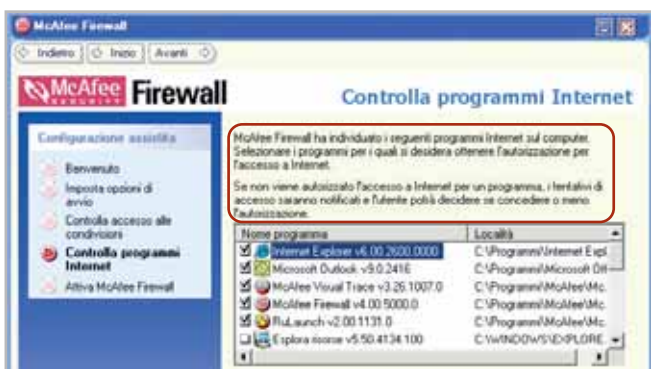 McAfee Firewall
Indietro Inizio Avanti
McAfee SECURITY Firewall
Controlla programmi Internet
Configurazione assistita
Benvenuto
Imposta opzioni di
avvio
Controlla accesso alle
condivisioni
Controlla programmi
Internet
Attiva McAfee Firewall
McAfee Firewall ha individuato i seguenti programmi Internet sul computer.
Selezionare i programmi per i quali si desidera ottenere l'autorizzazione per
l'accesso a Internet.
Se non viene autorizzato l'accesso a Internet per un programma, i tentativi di
accesso saranno notificati e l'utente potrà decidere se concedere o meno
l'autorizzazione.
Nome programma Località
Internet Explorer v6.00.2600.0000 C:\Programmi\Internet Expl
Microsoft Outlook v9.0.2416 C:\Programmi\Microsoft Off
McAfee Visual Trace v3.26.1007.0 C:\Programmi\McAfee\Mc
McAfee Firewall v4.00.5000.0 C:\Programmi\McAfee\Mc
RuLaunch v2.00.1131.0 C:\Programmi\McAfee\Mc
Esplora risorse v5.50.4134.100 C:\WINDOWS\EXPLORE